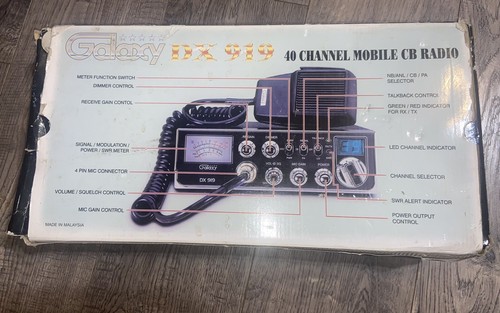 Galaxy DX 919 40 CHANNEL MOBILE CB RADIO
METER FUNCTION SWITCH
DIMMER CONTROL
RECEIVE GAIN CONTOL
SIGNAL / MODULATION /
POWER / SWR METER
4 PIN MIC CONNECTOR
VOLUME / SQUELCH CONTROL
MIC GAIN CONTROL
MADE IN MALAYSIA
NB/ANL / CB / PA
SELECTOR
TALKBACK CONTROL
GREEN / RED INDICATOR
FOR RX / TX
LED CHANNEL INDICATOR
CHANNEL SELECTOR
SWR ALERT INDICATOR
POWER OUTPUT
CONTROL
Galaxy
DX 919